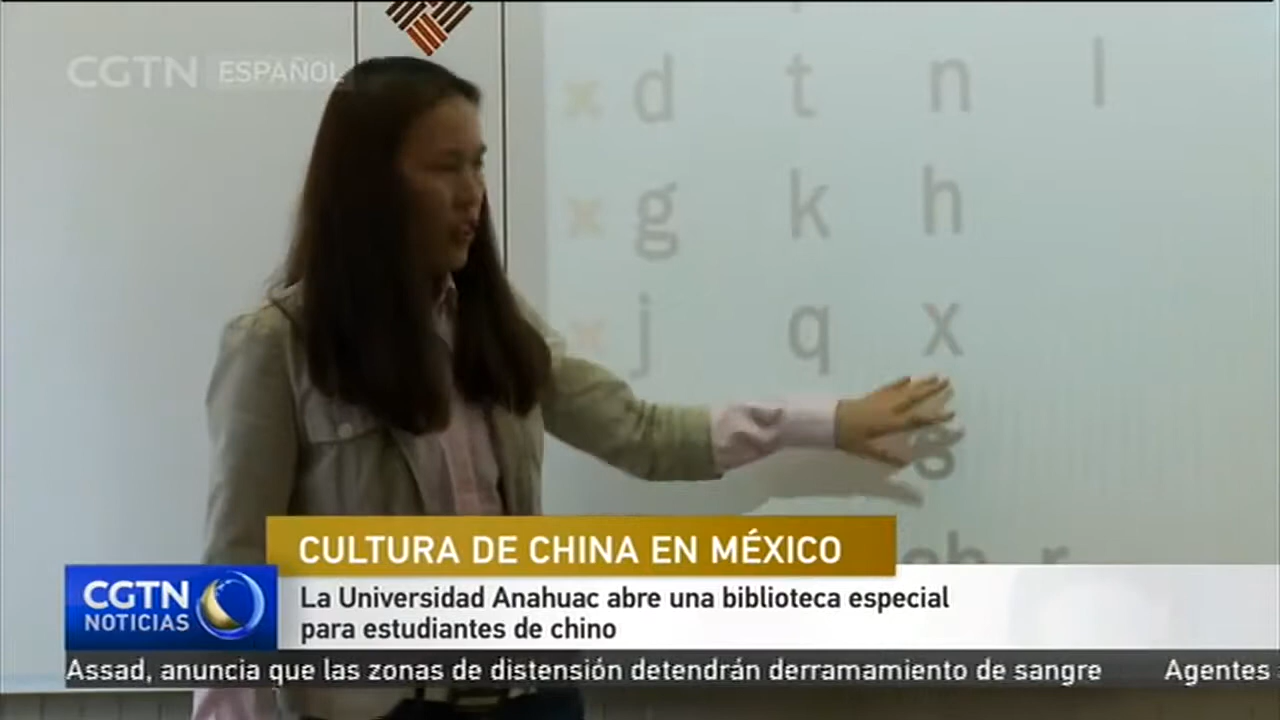 CGTN ESPAÑOL
d t n l
g k h
j q x
CULTURA DE CHINA EN MÉXICO
CGTN
NOTICIAS
La Universidad Anahuac abre una biblioteca especial
para estudiantes de chino
Assad, anuncia que las zonas de distensión detendrán derramamiento de sangre Agentes